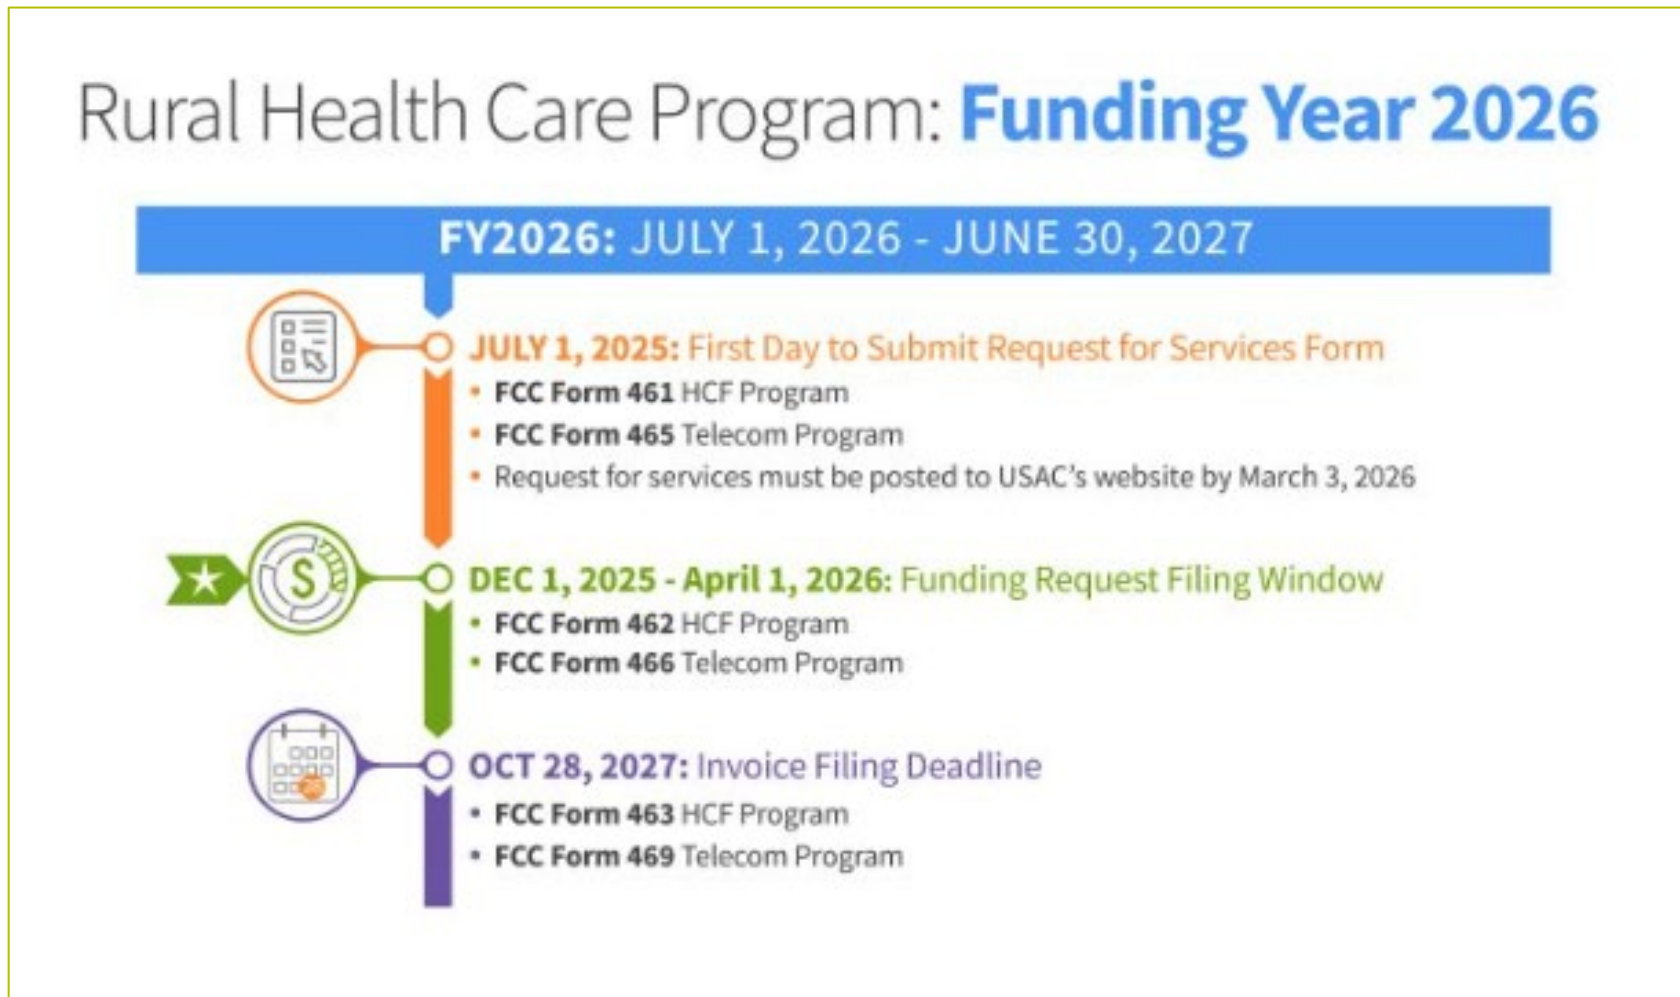 Rural Health Care Program: Funding Year 2026
FY2026: JULY 1, 2026 - JUNE 30, 2027
JULY 1, 2025: First Day to Submit Request for Services Form
• FCC Form 461 HCF Program
• FCC Form 465 Telecom Program
• Request for services must be posted to USAC's website by March 3, 2026
DEC 1, 2025 - April 1, 2026: Funding Request Filing Window
$
• FCC Form 462 HCF Program
• FCC Form 466 Telecom Program
OCT 28, 2027: Invoice Filing Deadline
• FCC Form 463 HCF Program
• FCC Form 469 Telecom Program